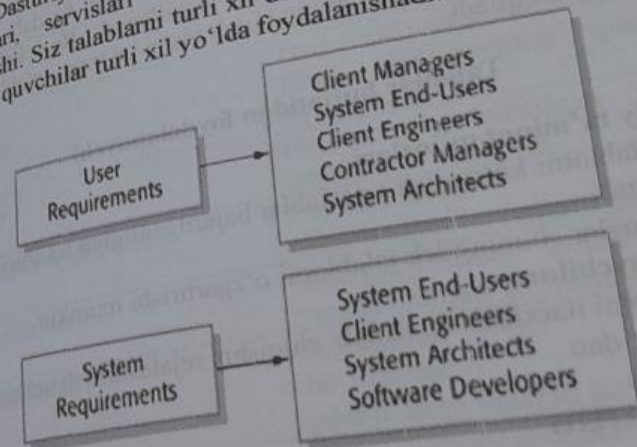 servislari
Siz talablarni turli xil
quvchilar turli xil yo‘lda
User
Requirements
Client Managers
System End-Users
Client Engineers
Contractor Managers
System Architects
System
Requirements
System End-Users
Client Engineers
System Architects
Software Developers